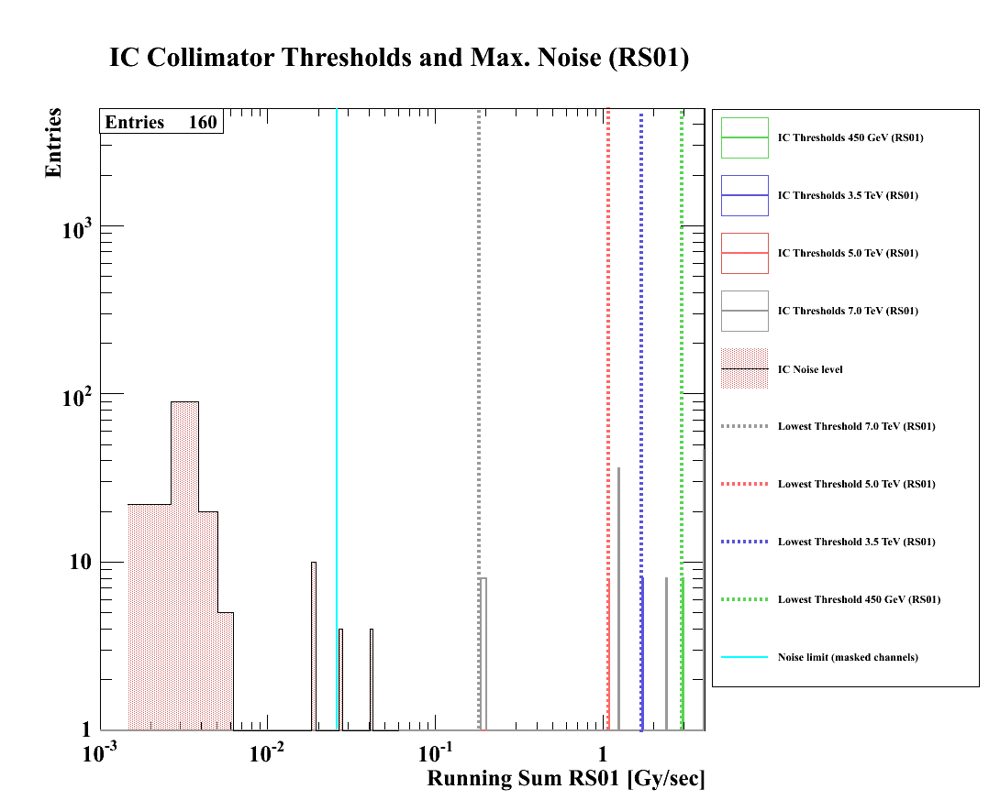 IC Collimator Thresholds and Max. Noise (RS01)
Entries
Entries 160
10^3
10^2
10
1
10^-3
10^-2
10^-1
1
Running Sum RS01 [Gy/sec]
IC Thresholds 450 GeV (RS01)
IC Thresholds 3.5 TeV (RS01)
IC Thresholds 5.0 TeV (RS01)
IC Thresholds 7.0 TeV (RS01)
IC Noise level
Lowest Threshold 7.0 TeV (RS01)
Lowest Threshold 5.0 TeV (RS01)
Lowest Threshold 3.5 TeV (RS01)
Lowest Threshold 450 GeV (RS01)
Noise limit (masked channels)